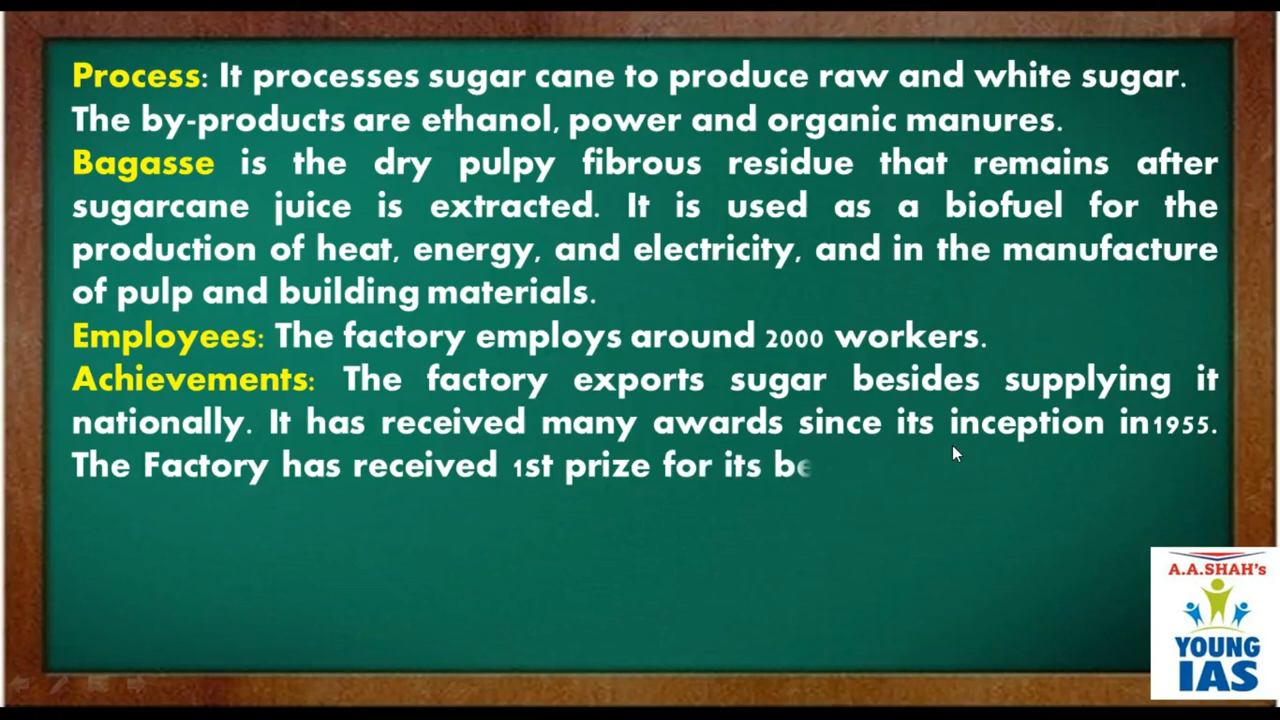 Process: It processes sugar cane to produce raw and white sugar.
The by-products are ethanol, power and organic manures.
Bagasse is the dry pulpy fibrous residue that remains after
sugarcane juice is extracted. It is used as a biofuel for the
production of heat, energy, and electricity, and in the manufacture
of pulp and building materials.
Employees: The factory employs around 2000 workers.
Achievements: The factory exports sugar besides supplying it
nationally. It has received many awards since its inception in1955.
The Factory has received 1st prize for its
A.A.SHAH's
YOUNG
IAS